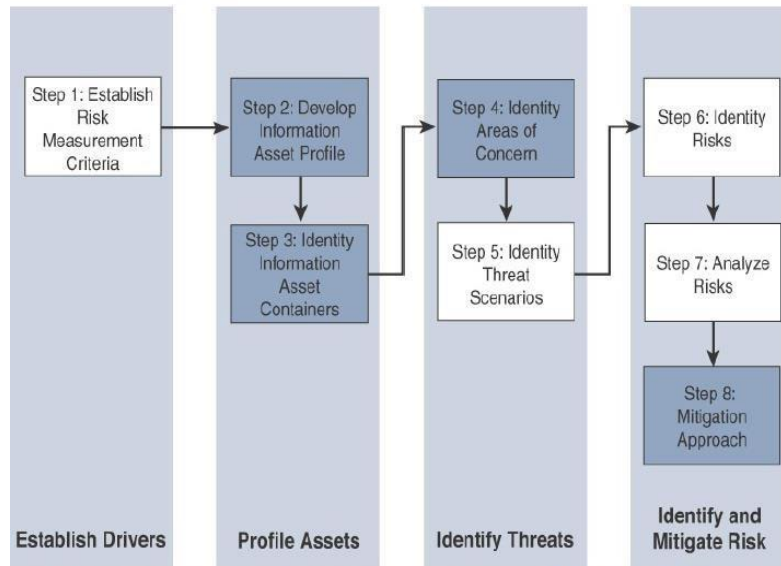 Step 1: Establish
Risk
Measurement
Criteria
Step 2: Develop
Information
Asset Profile
Step 3: Identity
Information
Asset
Containers
Step 4: Identity
Areas of
Concern
Step 5: Identity
Threat
Scenarios
Step 6: Identity
Risks
Step 7: Analyze
Risks
Step 8:
Mitigation
Approach
Establish Drivers
Profile Assets
Identify Threats
Identify and
Mitigate Risk